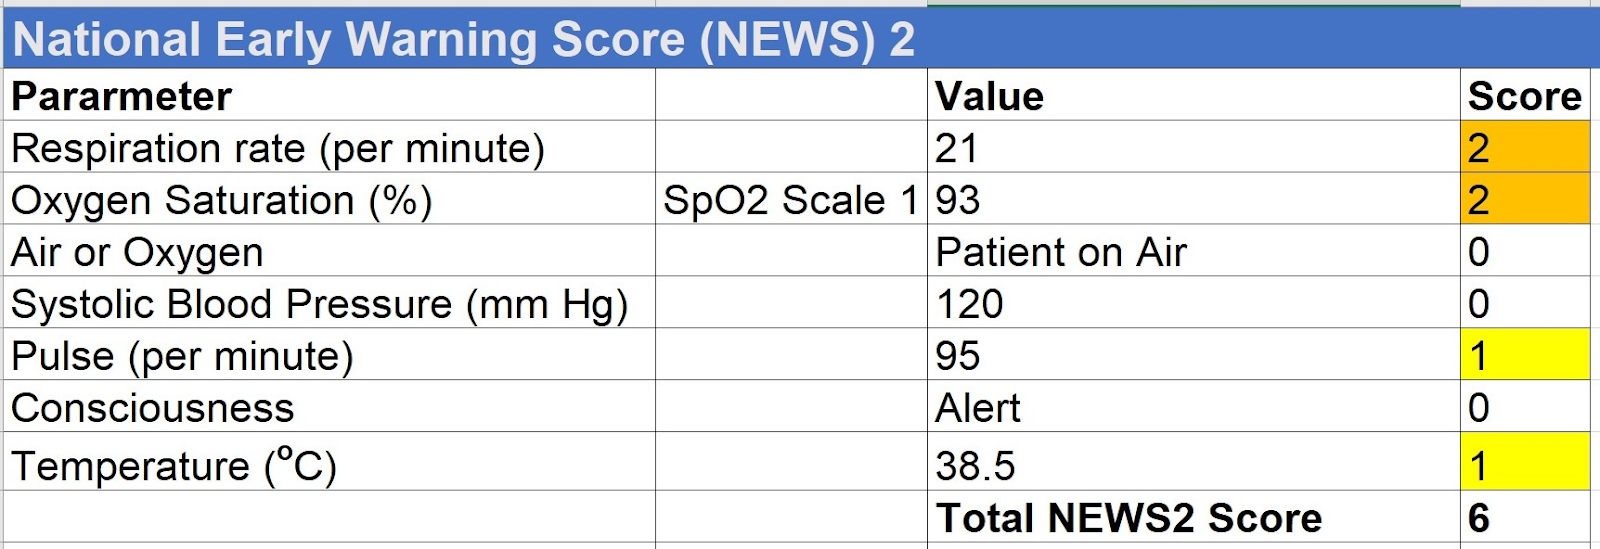 National Early Warning Score (NEWS) 2
Pararmeter Value Score
Respiration rate (per minute) 21 2
Oxygen Saturation (%) SpO2 Scale 1 93 2
Air or Oxygen Patient on Air 0
Systolic Blood Pressure (mm Hg) 120 0
Pulse (per minute) 95 1
Consciousness Alert 0
Temperature (°C) 38.5 1
Total NEWS2 Score 6